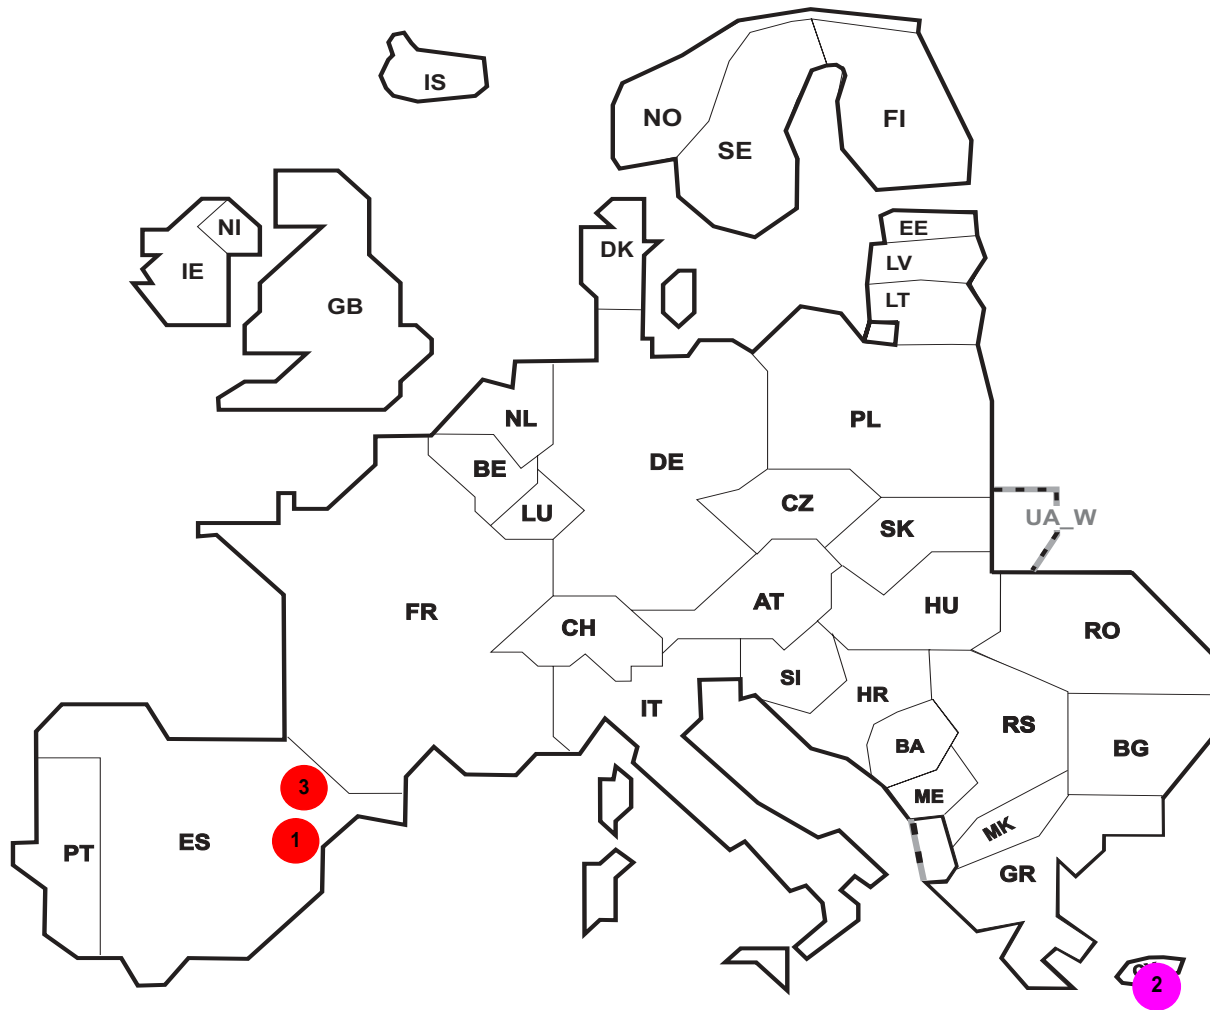 IS
NO
FI
SE
NI
EE
DK
LV
IE
LT
GB
NL
PL
DE
BE
CZ
LU
UA_W
SK
AT
HU
FR
CH
RO
SI
HR
IT
RS
BA
BG
3
ME
MK
1
ES
PT
GR
2